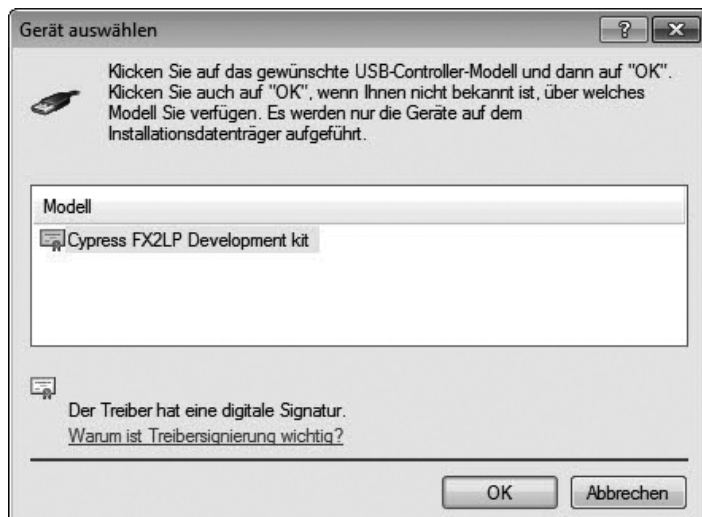 Gerät auswählen
Klicken Sie auf das gewünschte USB-Controller-Modell und dann auf "OK".
Klicken Sie auch auf "OK", wenn Ihnen nicht bekannt ist, über welches
Modell Sie verfügen. Es werden nur die Geräte auf dem
Installationsdatenträger aufgeführt.
Modell
Cypress FX2LP Development kit
Der Treiber hat eine digitale Signatur.
Warum ist Treibersignierung wichtig?
OK Abbrechen